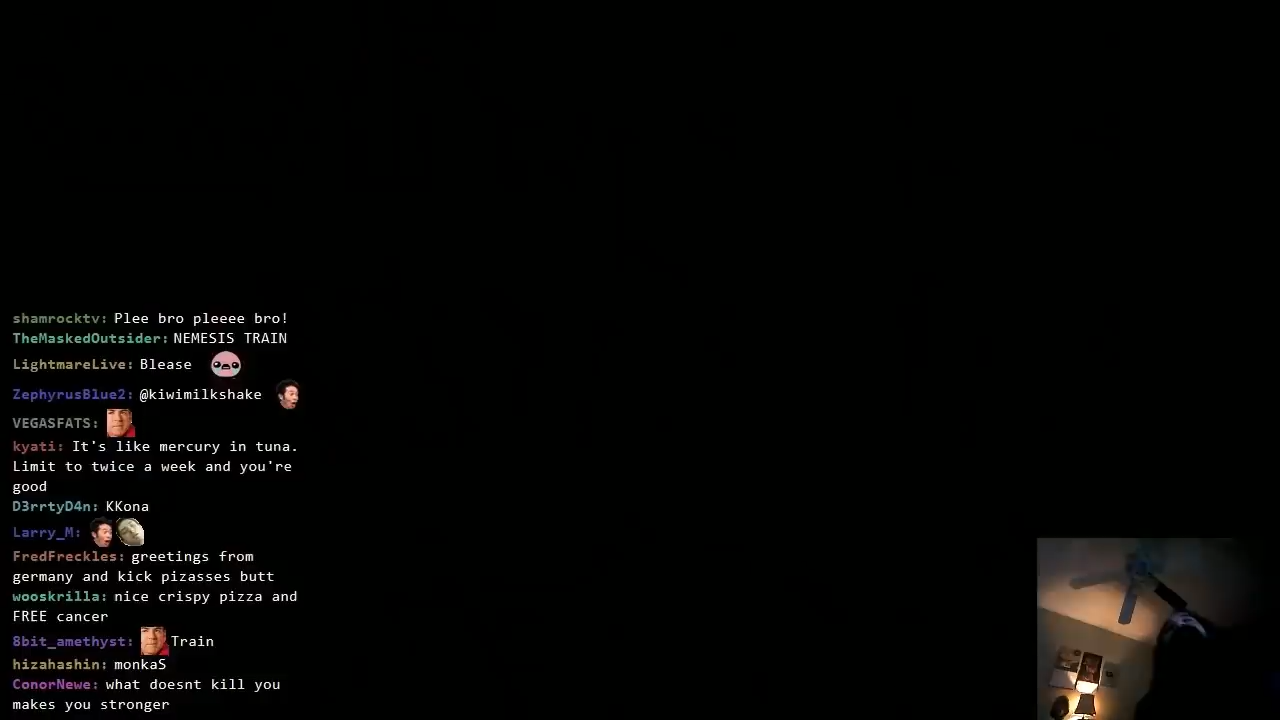 shamrocktv: Plee bro pleeee bro!
TheMaskedOutsider: NEMESIS TRAIN
LightmareLive: Blease
ZephyrusBlue2: @kiwimilkshake
VEGASFATS:
kyati: It's like mercury in tuna.
Limit to twice a week and you're
good
D3rrtyD4n: KKona
Larry_M:
FredFreckles: greetings from
germany and kick pizasses butt
wooskrilla: nice crispy pizza and
FREE cancer
8bit_amethyst: Train
hizahashin: monkaS
ConorNewe: what doesnt kill you
makes you stronger